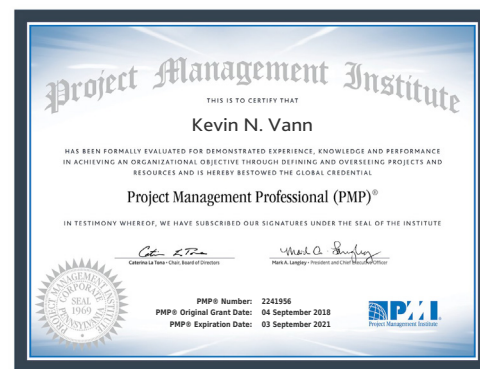 Project Management Institute
THIS IS TO CERTIFY THAT
Kevin N. Vann
HAS BEEN FORMALLY EVALUATED FOR DEMONSTRATED EXPERIENCE, KNOWLEDGE AND PERFORMANCE
IN ACHIEVING AN ORGANIZATIONAL OBJECTIVE THROUGH DEFINING AND OVERSEEING PROJECTS AND
RESOURCES AND IS HEREBY BESTOWED THE GLOBAL CREDENTIAL
Project Management Professional (PMP)®
IN TESTIMONY WHEREOF, WE HAVE SUBSCRIBED OUR SIGNATURES UNDER THE SEAL OF THE INSTITUTE
Caterina La Tona • Chair, Board of Directors
Mark A. Langley • President and Chief Executive Officer
CORPORATE
SEAL
1969
PENNSYLVANIA
PMP® Number: 2241956
PMP® Original Grant Date: 04 September 2018
PMP® Expiration Date: 03 September 2021
PMI
Project Management Institute